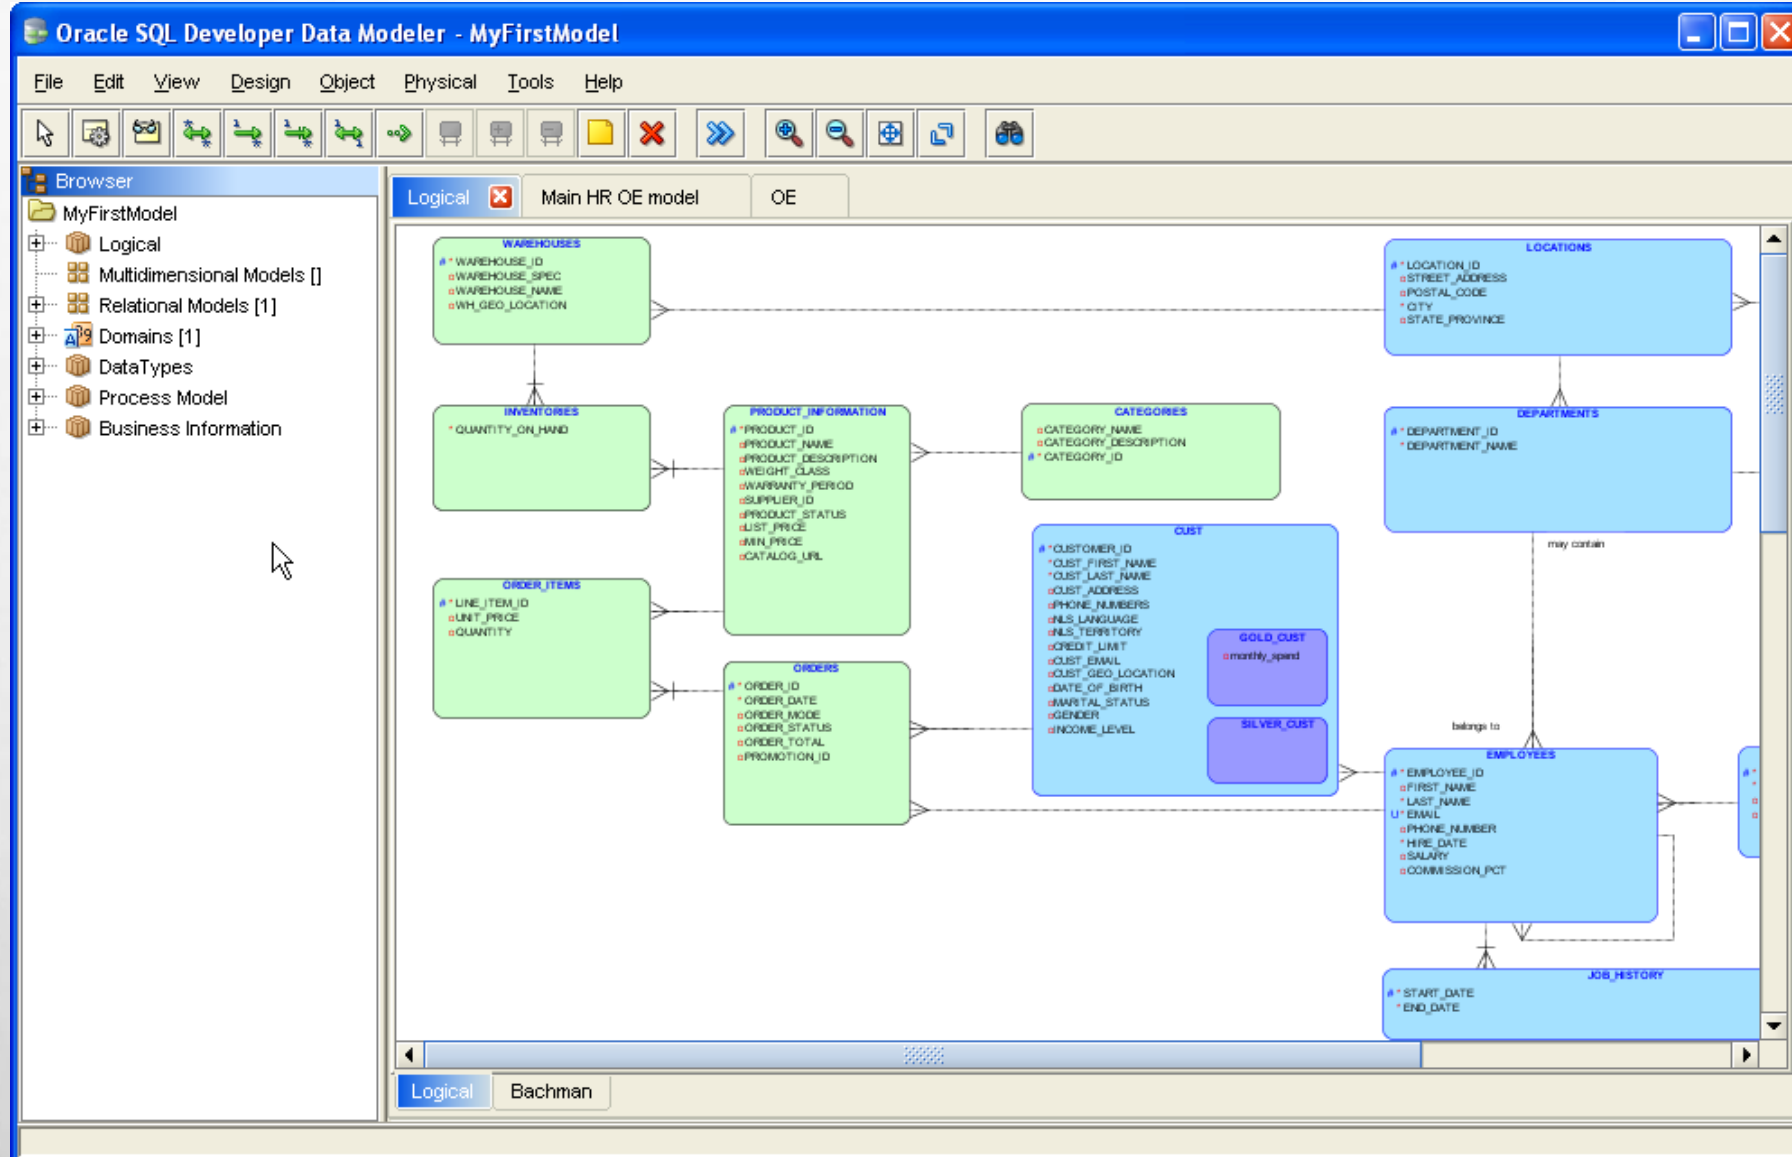 Oracle SQL Developer Data Modeler - MyFirstModel
File Edit View Design Object Physical Tools Help
Browser
MyFirstModel
Logical
Multidimensional Models []
Relational Models [1]
Domains [1]
DataTypes
Process Model
Business Information
Logical
Main HR OE model
OE
WAREHOUSES
# * WAREHOUSE_ID
WAREHOUSE_SPEC
WAREHOUSE_NAME
WH_GEO_LOCATION
LOCATIONS
# * LOCATION_ID
STREET_ADDRESS
POSTAL_CODE
* CITY
STATE_PROVINCE
INVENTORIES
* QUANTITY_ON_HAND
PRODUCT_INFORMATION
# * PRODUCT_ID
PRODUCT_NAME
PRODUCT_DESCRIPTION
WEIGHT_CLASS
WARRANTY_PERIOD
SUPPLIER_ID
PRODUCT_STATUS
LIST_PRICE
MIN_PRICE
CATALOG_URL
CATEGORIES
CATEGORY_NAME
CATEGORY_DESCRIPTION
# * CATEGORY_ID
DEPARTMENTS
# * DEPARTMENT_ID
* DEPARTMENT_NAME
may contain
CUST
# * CUSTOMER_ID
* CUST_FIRST_NAME
* CUST_LAST_NAME
CUST_ADDRESS
PHONE_NUMBERS
NLS_LANGUAGE
NLS_TERRITORY
CREDIT_LIMIT
CUST_EMAIL
CUST_GEO_LOCATION
DATE_OF_BIRTH
MARITAL_STATUS
GENDER
INCOME_LEVEL
GOLD_CUST
monthly_spend
SILVER_CUST
ORDER_ITEMS
# * LINE_ITEM_ID
UNIT_PRICE
QUANTITY
ORDERS
# * ORDER_ID
* ORDER_DATE
ORDER_MODE
ORDER_STATUS
ORDER_TOTAL
PROMOTION_ID
belongs to
EMPLOYEES
# * EMPLOYEE_ID
FIRST_NAME
* LAST_NAME
U * EMAIL
PHONE_NUMBER
* HIRE_DATE
SALARY
COMMISSION_PCT
# *
*
JOB_HISTORY
# * START_DATE
* END_DATE
Logical
Bachman